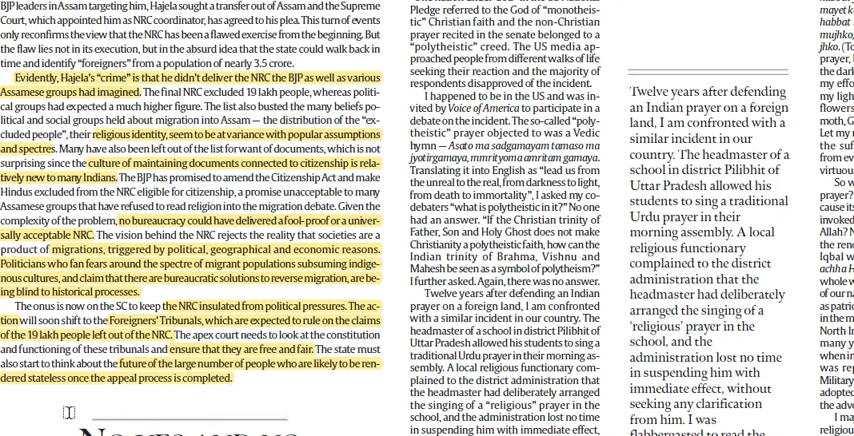 BJP leaders in Assam targeting him, Hajela sought a transfer out of Assam and the Supreme
Court, which appointed him as NRC coordinator, has agreed to his plea. This turn of events
only reconfirms the view that the NRC has been a flawed exercise from the beginning. But
the flaw lies not in its execution, but in the absurd idea that the state could walk back in
time and identify “foreigners” from a population of nearly 3.5 crore.
Evidently, Hajela's “crime” is that he didn't deliver the NRC the BJP as well as various
Assamese groups had imagined. The final NRC excluded 19 lakh people, whereas politi-
cal groups had expected a much higher figure. The list also busted the many beliefs po-
litical and social groups held about migration into Assam — the distribution of the “ex-
cluded people”, their religious identity, seem to be at variance with popular assumptions
and spectres. Many have also been left out of the list for want of documents, which is not
surprising since the culture of maintaining documents connected to citizenship is rela-
tively new to many Indians. The BJP has promised to amend the Citizenship Act and make
Hindus excluded from the NRC eligible for citizenship, a promise unacceptable to many
Assamese groups that have refused to read religion into the migration debate. Given the
complexity of the problem, no bureaucracy could have delivered a fool-proof or a univer-
sally acceptable NRC. The vision behind the NRC rejects the reality that societies are a
product of migrations, triggered by political, geographical and economic reasons.
Politicians who fan fears around the spectre of migrant populations subsuming indige-
nous cultures, and claim that there are bureaucratic solutions to reverse migration, are be-
ing blind to historical processes.
The onus is now on the SC to keep the NRC insulated from political pressures. The ac-
tion will soon shift to the Foreigners' Tribunals, which are expected to rule on the claims
of the 19 lakh people left out of the NRC. The apex court needs to look at the constitution
and functioning of these tribunals and ensure that they are free and fair. The state must
also start to think about the future of the large number of people who are likely to be ren-
dered stateless once the appeal process is completed.
Pledge referred to God of “monotheis-
tic” Christian faith and the non-Christian
prayer recited in the senate belonged to a
“polytheistic” creed. The US media ap-
proached people from different walks of life
seeking their reaction and the majority of
respondents disapproved of the incident.
I happened to be in the US and was in-
vited by Voice of America to participate in a
debate on the incident. The so-called “poly-
theistic” prayer objected to was a Vedic
hymn — Asato ma sadgamayam tamaso ma
jyotirgamaya, mmrityoma amritam gamaya.
Translating it into English as “lead us from
the unreal to the real, from darkness to light,
from death to immortality”, I asked my co-
debaters “what is polytheistic in it?” No one
had an answer. “If the Christian trinity of
Father, Son and Holy Ghost does not make
Christianity a polytheistic faith, how can the
Indian trinity of Brahma, Vishnu and
Mahesh be seen as a symbol of polytheism?”
I further asked. Again, there was no answer.
Twelve years after defending an Indian
prayer on a foreign land, I am confronted
with a similar incident in our country. The
headmaster of a school in district Pilibhit of
Uttar Pradesh allowed his students to sing a
traditional Urdu prayer in their morning as-
sembly. A local religious functionary com-
plained to the district administration that
the headmaster had deliberately arranged
the singing of a “religious” prayer in the
school, and the administration lost no time
in suspending him with immediate effect,
Twelve years after defending
an Indian prayer on a foreign
land, I am confronted with a
similar incident in our
country. The headmaster of a
school in district Pilibhit of
Uttar Pradesh allowed his
students to sing a traditional
Urdu prayer in their
morning assembly. A local
religious functionary
complained to the district
administration that the
headmaster had deliberately
arranged the singing of a
'religious' prayer in the
school, and the
administration lost no time
in suspending him with
immediate effect, without
seeking any clarification
from him. I was
flabbergasted to read the